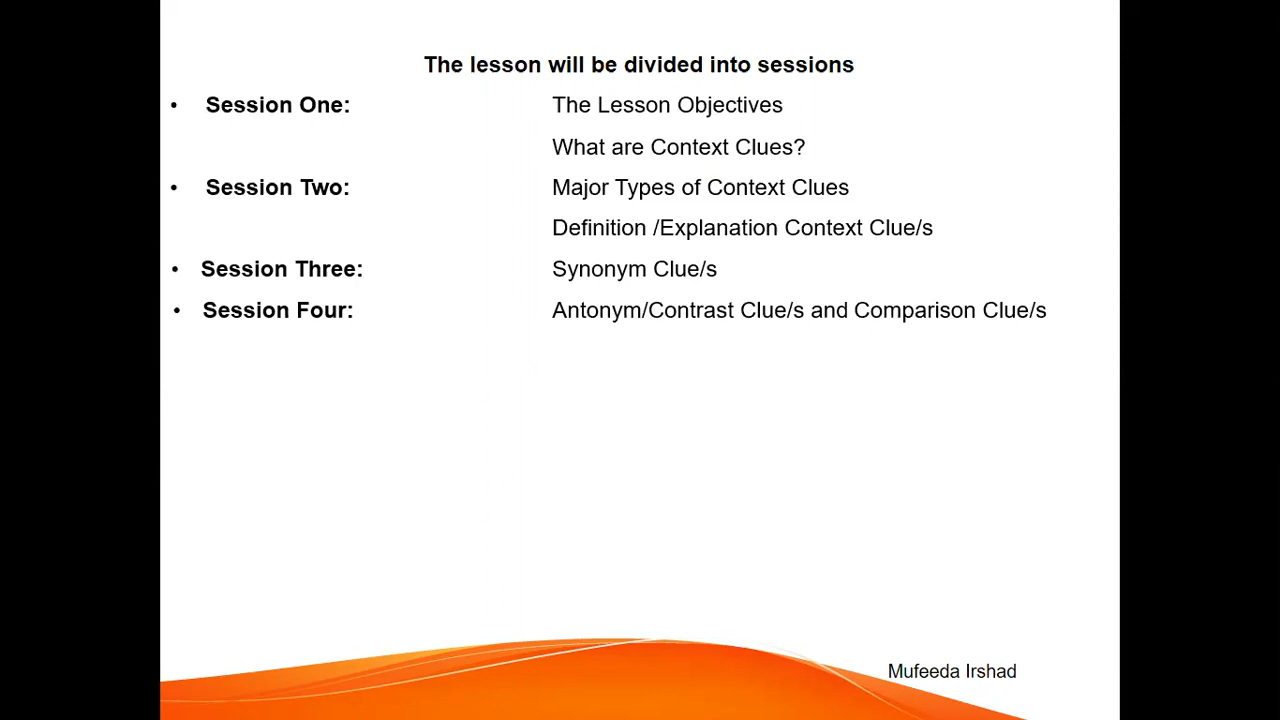 The lesson will be divided into sessions
• Session One: The Lesson Objectives
What are Context Clues?
• Session Two: Major Types of Context Clues
Definition /Explanation Context Clue/s
• Session Three: Synonym Clue/s
• Session Four: Antonym/Contrast Clue/s and Comparison Clue/s
Mufeeda Irshad